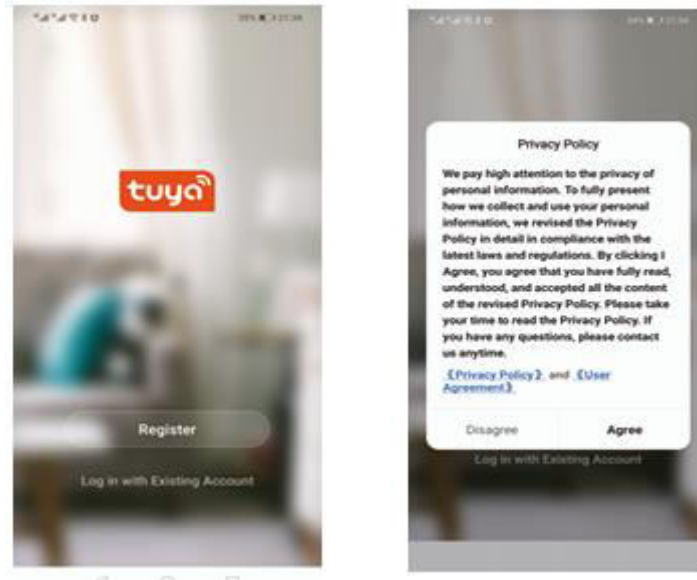 tuya
Register
Log in with Existing Account
Privacy Policy
We pay high attention to the privacy of
personal information. To fully present
how we collect and use your personal
information, we revised the Privacy
Policy in detail in compliance with the
latest laws and regulations. By clicking I
Agree, you agree that you have fully read,
understood, and accepted all the content
of the revised Privacy Policy. Please take
your time to read the Privacy Policy. If
you have any questions, please contact
us anytime.
《Privacy Policy》 and 《User
Agreement》
Disagree
Agree
Log in with Existing Account